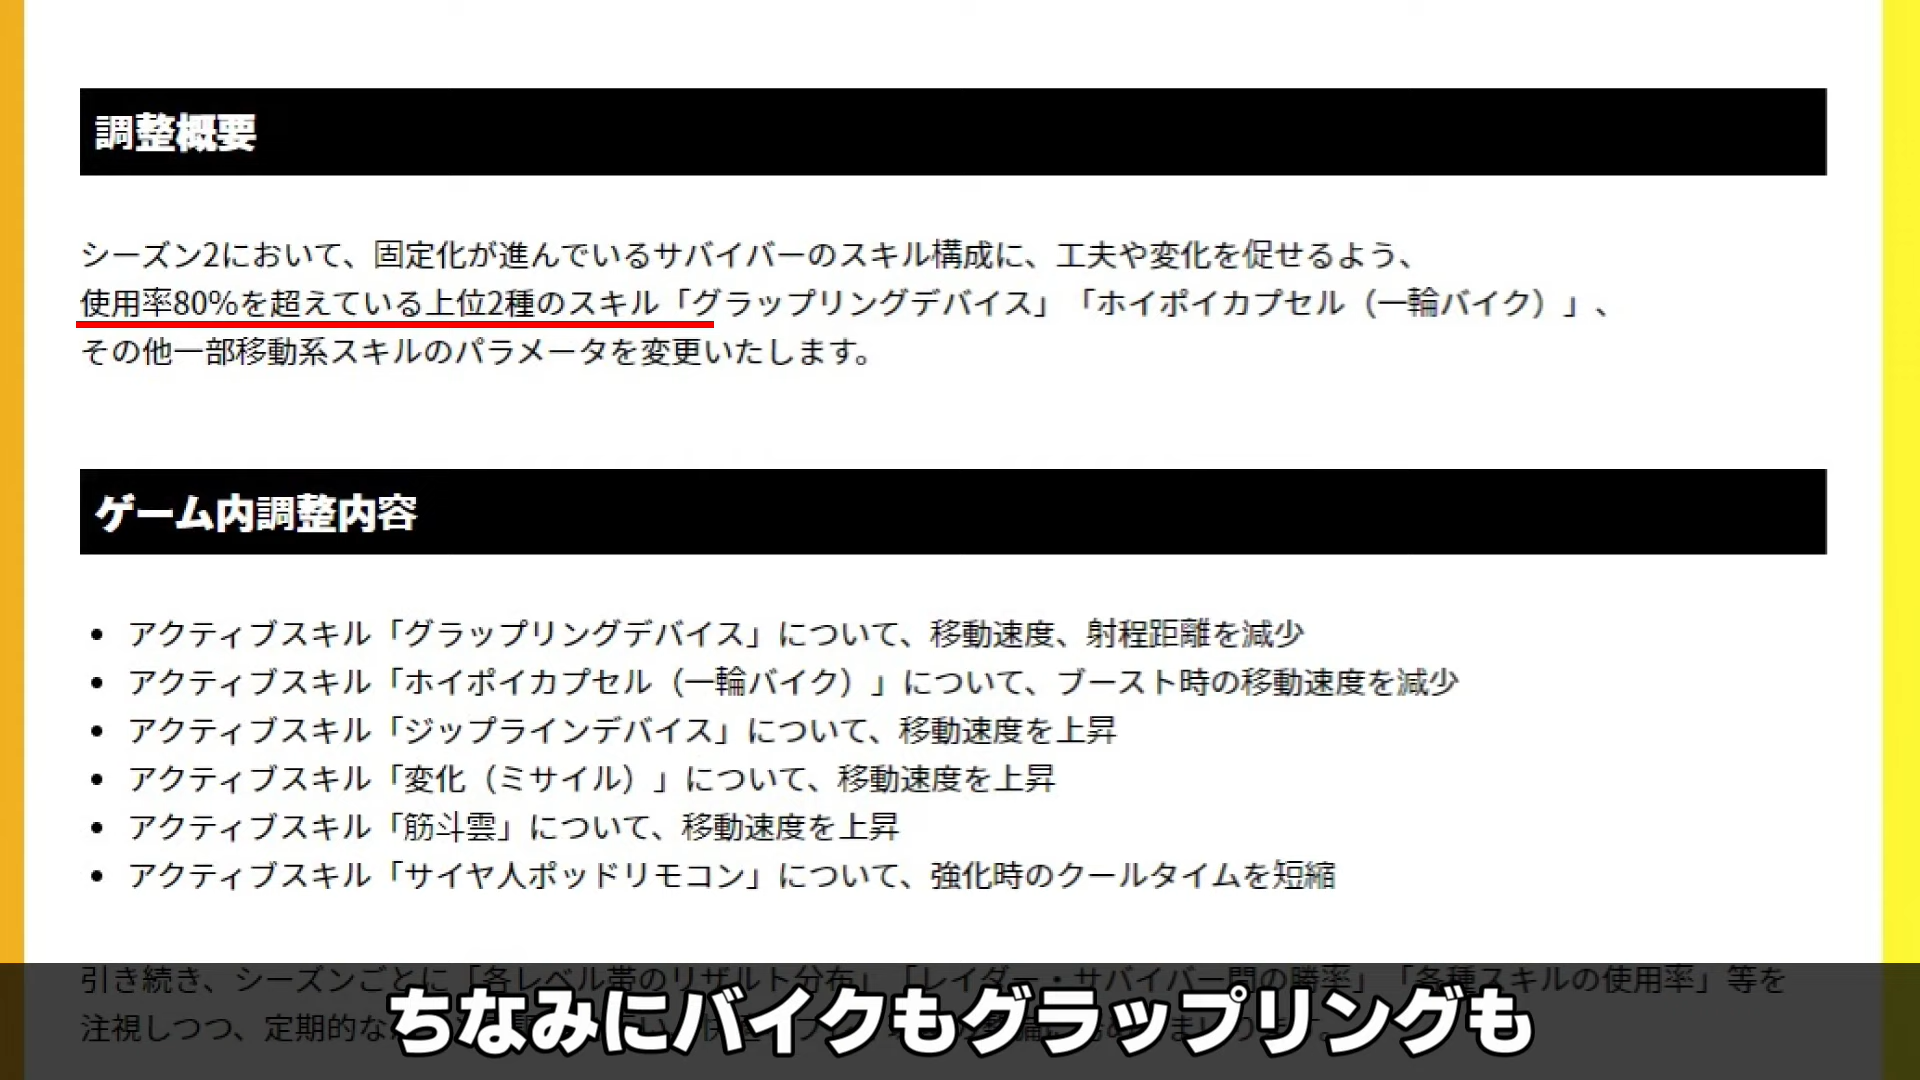 調整概要
シーズン2において、固定化が進んでいるサバイバーのスキル構成に、工夫や変化を促せるよう、
使用率80%を超えている上位2種のスキル「グラップリングデバイス」「ホイポイカプセル（一輪バイク）」、
その他一部移動系スキルのパラメータを変更いたします。
ゲーム内調整内容
• アクティブスキル「グラップリングデバイス」について、移動速度、射程距離を減少
• アクティブスキル「ホイポイカプセル（一輪バイク）」について、ブースト時の移動速度を減少
• アクティブスキル「ジップラインデバイス」について、移動速度を上昇
• アクティブスキル「変化（ミサイル）」について、移動速度を上昇
• アクティブスキル「筋斗雲」について、移動速度を上昇
• アクティブスキル「サイヤ人ポッドリモコン」について、強化時のクールタイムを短縮
引き続き、シーズンごとに「各レベル帯のリザルト分布」「レイダー・サバイバー間の勝率」「各種スキルの使用率」等を
注視しつつ、定期的な
ちなみにバイクもグラップリングも